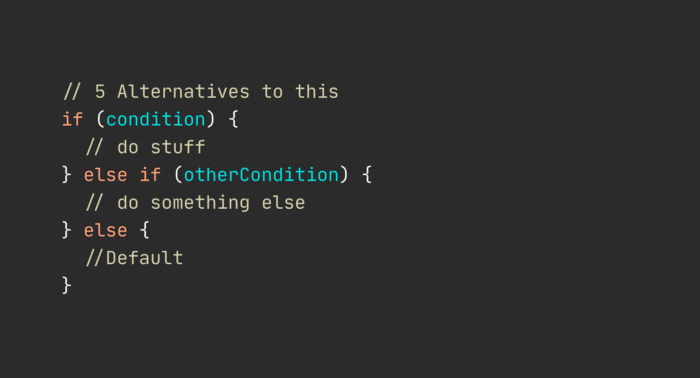 // 5 Alternatives to this
if (condition) {
  // do stuff
} else if (otherCondition) {
  // do something else
} else {
  //Default
}